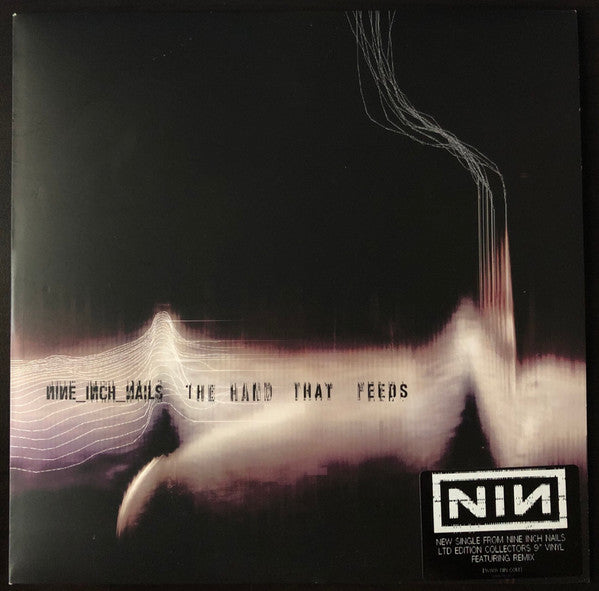 NINE_INCH_NAILS THE HAND THAT FEEDS
NIN
NEW SINGLE FROM NINE INCH NAILS
LTD EDITION COLLECTORS 9" VINYL
FEATURING REMIX